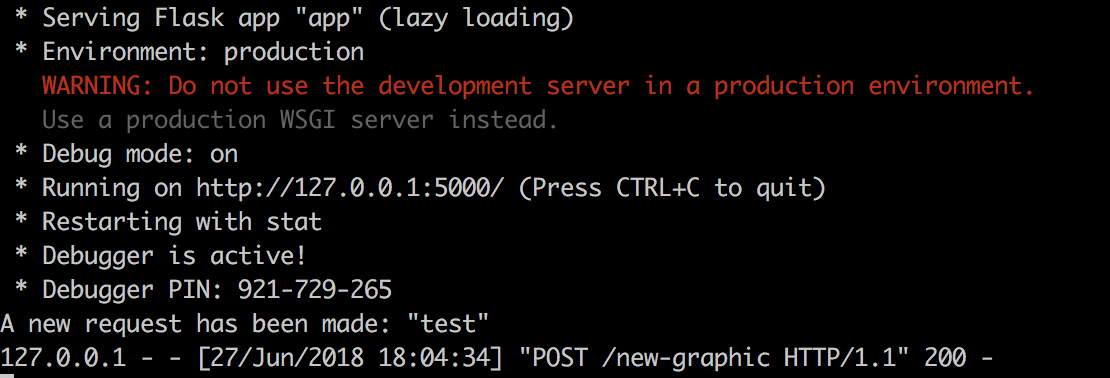 * Serving Flask app "app" (lazy loading)
* Environment: production
WARNING: Do not use the development server in a production environment.
Use a production WSGI server instead.
* Debug mode: on
* Running on http://127.0.0.1:5000/ (Press CTRL+C to quit)
* Restarting with stat
* Debugger is active!
* Debugger PIN: 921-729-265
A new request has been made: "test"
127.0.0.1 - - [27/Jun/2018 18:04:34] "POST /new-graphic HTTP/1.1" 200 -